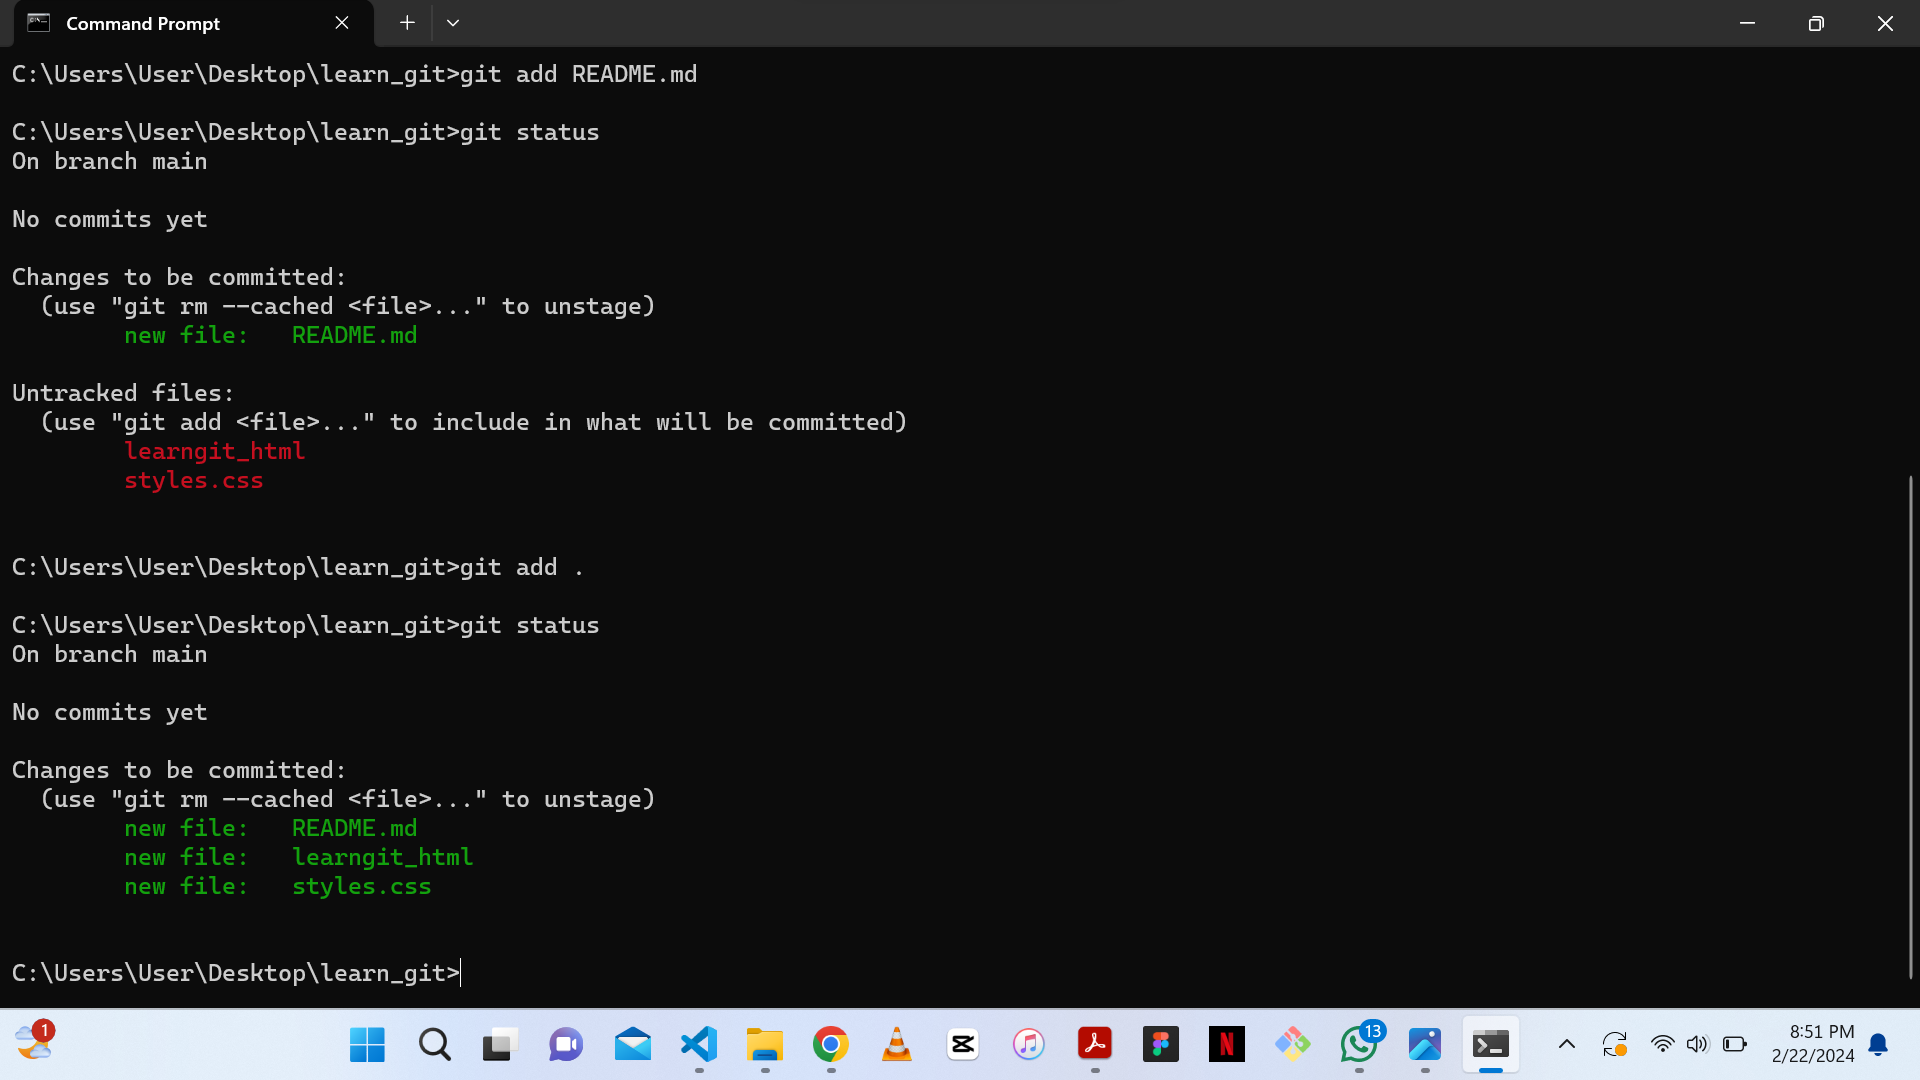 Command Prompt
C:\Users\User\Desktop\learn_git>git add README.md
C:\Users\User\Desktop\learn_git>git status
On branch main
No commits yet
Changes to be committed:
  (use "git rm --cached <file>..." to unstage)
        new file:   README.md
Untracked files:
  (use "git add <file>..." to include in what will be committed)
        learngit_html
        styles.css
C:\Users\User\Desktop\learn_git>git add .
C:\Users\User\Desktop\learn_git>git status
On branch main
No commits yet
Changes to be committed:
  (use "git rm --cached <file>..." to unstage)
        new file:   README.md
        new file:   learngit_html
        new file:   styles.css
C:\Users\User\Desktop\learn_git>
1
N
13
8:51 PM
2/22/2024